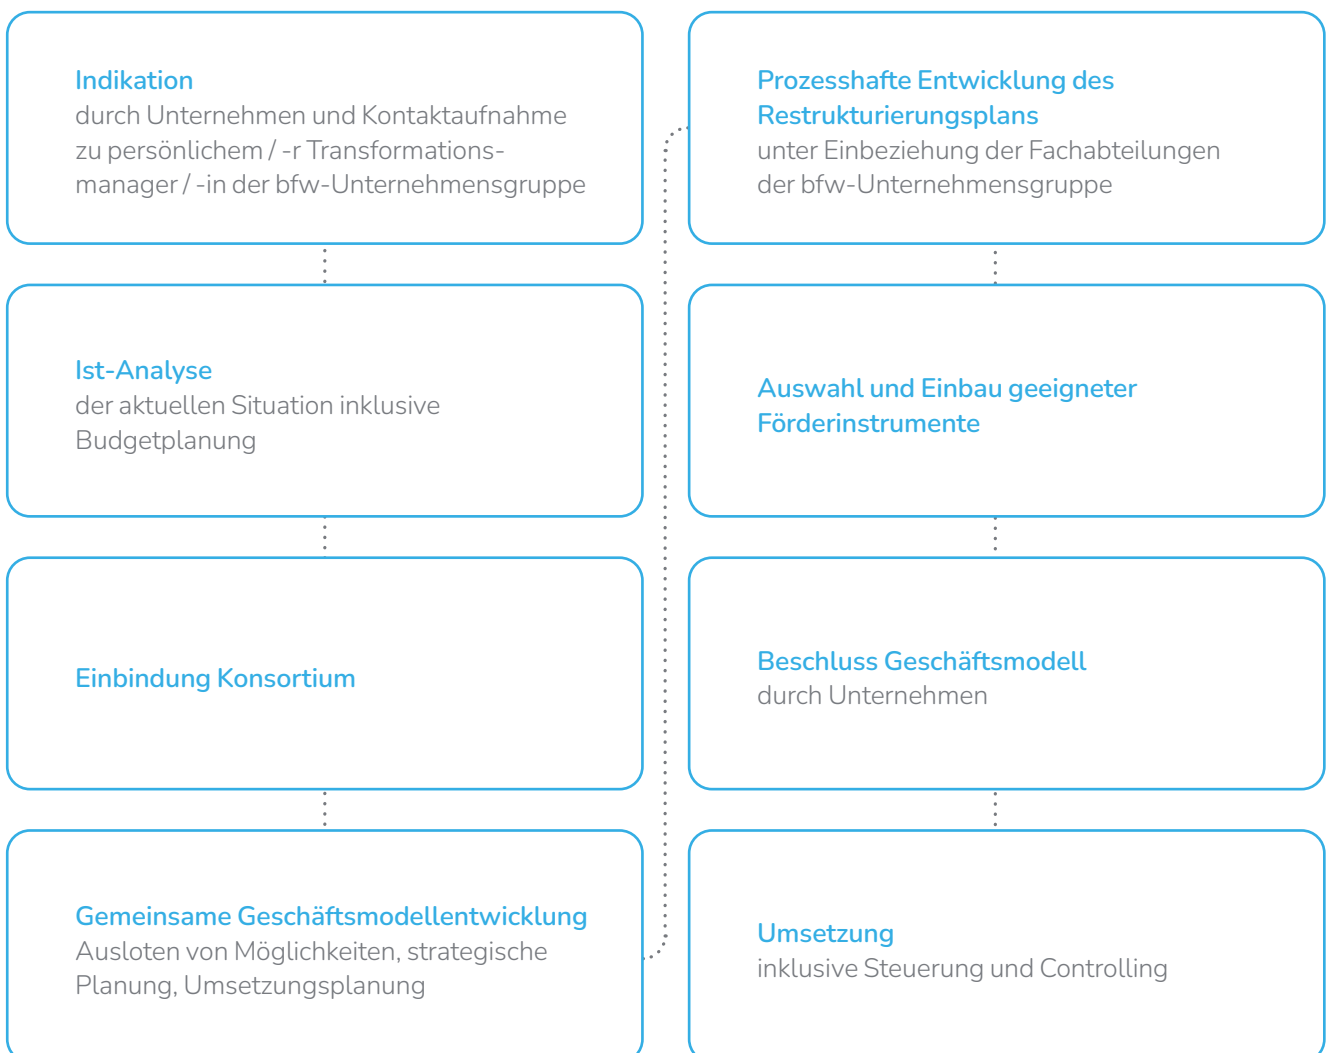 Indikation
durch Unternehmen und Kontaktaufnahme
zu persönlichem / -r Transformations-
manager / -in der bfw-Unternehmensgruppe
Ist-Analyse
der aktuellen Situation inklusive
Budgetplanung
Einbindung Konsortium
Gemeinsame Geschäftsmodellentwicklung
Ausloten von Möglichkeiten, strategische
Planung, Umsetzungsplanung
Prozesshafte Entwicklung des
Restrukturierungsplans
unter Einbeziehung der Fachabteilungen
der bfw-Unternehmensgruppe
Auswahl und Einbau geeigneter
Förderinstrumente
Beschluss Geschäftsmodell
durch Unternehmen
Umsetzung
inklusive Steuerung und Controlling